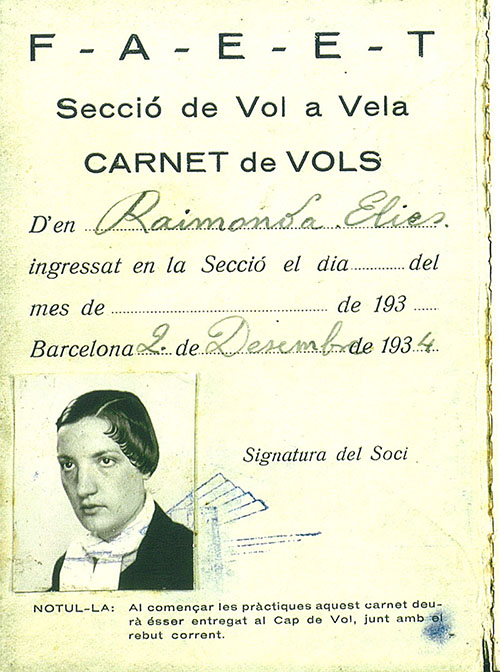 F - A - E - E - T
Secció de Vol a Vela
CARNET de VOLS
D'en Raimonda Elies.
ingressat en la Secció el día ........... del
mes de ............................................ de 193 .....
Barcelona 2. de Desembre de 1934
Signatura del Soci
NOTUL-LA: Al començar les pràctiques aquest carnet deu-
rà ésser entregat al Cap de Vol, junt amb el
rebut corrent.